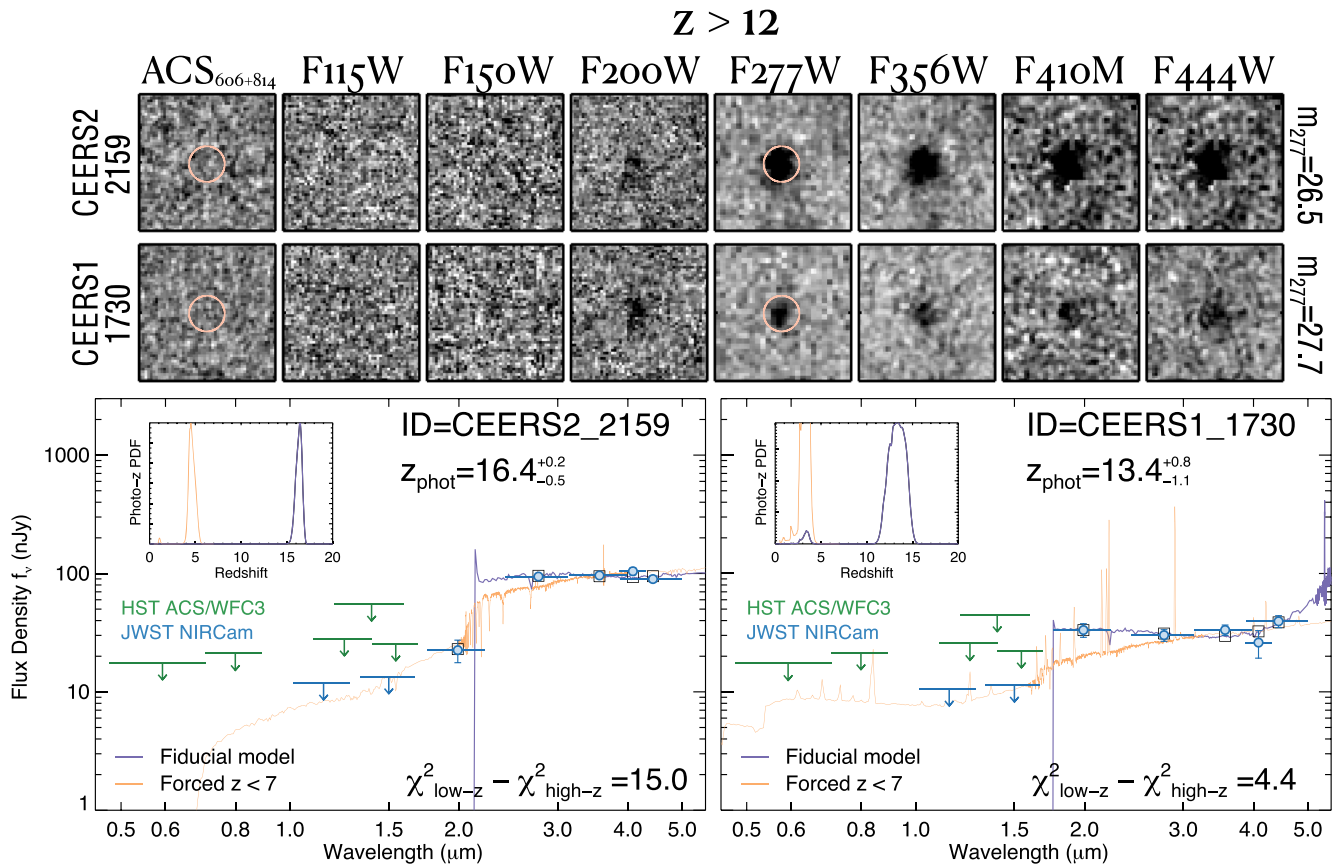 z > 12
ACS606+814 F115W F150W F200W F277W F356W F410M F444W
CEERS2
2159
m277=26.5
CEERS1
1730
m277=27.7
ID=CEERS2_2159
zphot=16.4 +0.2 −0.5
Photo−z PDF
0 5 10 15 20
Redshift
HST ACS/WFC3
JWST NIRCam
Fiducial model
Forced z < 7
χ²low−z − χ²high−z =15.0
Flux Density fν (nJy)
1000
100
10
1
0.5 0.6 0.8 1.0 2.0 3.0 4.0 5.0
Wavelength (μm)
ID=CEERS1_1730
zphot=13.4 +0.8 −1.1
Photo−z PDF
0 5 10 15 20
Redshift
HST ACS/WFC3
JWST NIRCam
Fiducial model
Forced z < 7
χ²low−z − χ²high−z =4.4
0.5 0.6 0.8 1.0 2.0 3.0 4.0 5.0
Wavelength (μm)